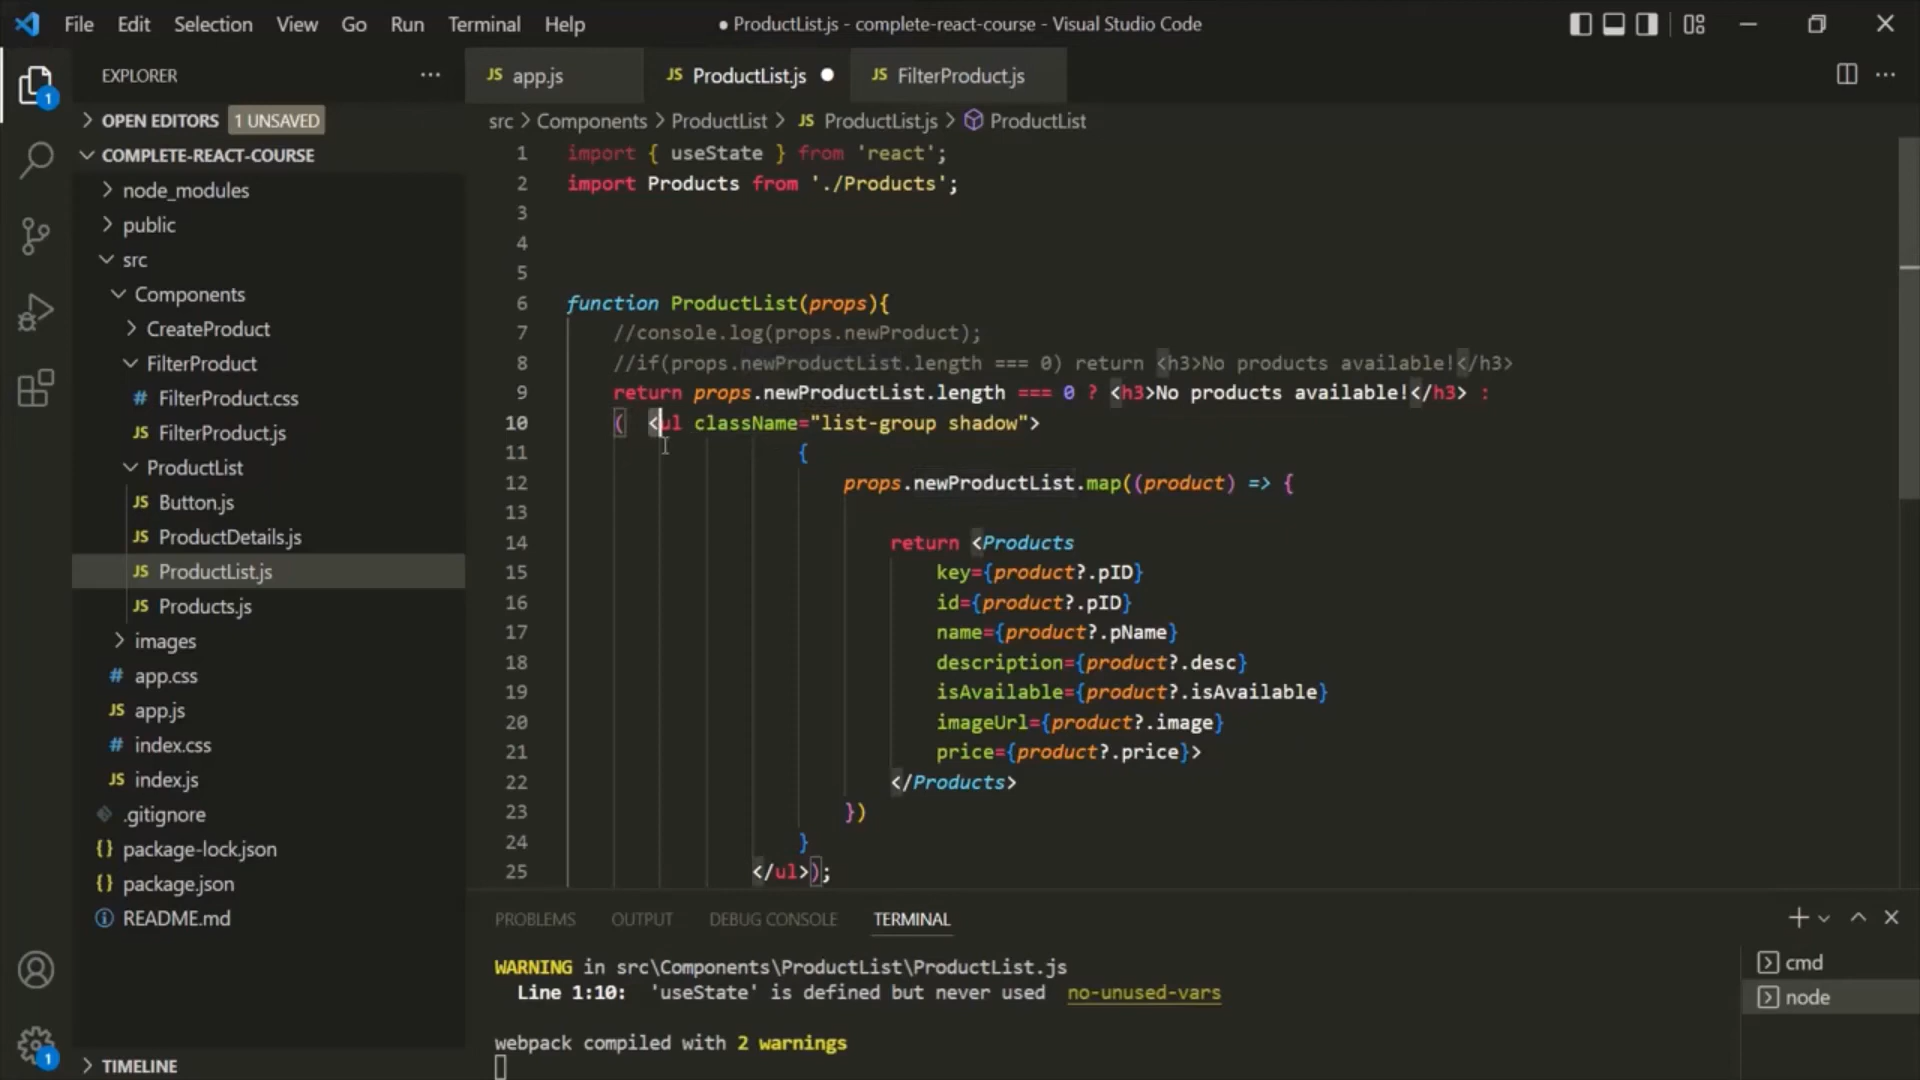 File Edit Selection View Go Run Terminal Help
● ProductList.js - complete-react-course - Visual Studio Code
EXPLORER
JS app.js
JS ProductList.js
JS FilterProduct.js
OPEN EDITORS 1 UNSAVED
COMPLETE-REACT-COURSE
node_modules
public
src
Components
CreateProduct
FilterProduct
# FilterProduct.css
JS FilterProduct.js
ProductList
JS Button.js
JS ProductDetails.js
JS ProductList.js
JS Products.js
images
# app.css
JS app.js
# index.css
JS index.js
.gitignore
{} package-lock.json
{} package.json
README.md
TIMELINE
1
1
src > Components > ProductList > JS ProductList.js > ProductList
1 import { useState } from 'react';
2 import Products from './Products';
3
4
5
6 function ProductList(props){
7 //console.log(props.newProduct);
8 //if(props.newProductList.length === 0) return <h3>No products available!</h3>
9 return props.newProductList.length === 0 ? <h3>No products available!</h3> :
10 ( <ul className="list-group shadow">
11 {
12 props.newProductList.map((product) => {
13
14 return <Products
15 key={product?.pID}
16 id={product?.pID}
17 name={product?.pName}
18 description={product?.desc}
19 isAvailable={product?.isAvailable}
20 imageUrl={product?.image}
21 price={product?.price}>
22 </Products>
23 })
24 }
25 </ul>);
PROBLEMS OUTPUT DEBUG CONSOLE TERMINAL
WARNING in src\Components\ProductList\ProductList.js
Line 1:10: 'useState' is defined but never used no-unused-vars
webpack compiled with 2 warnings
cmd
node